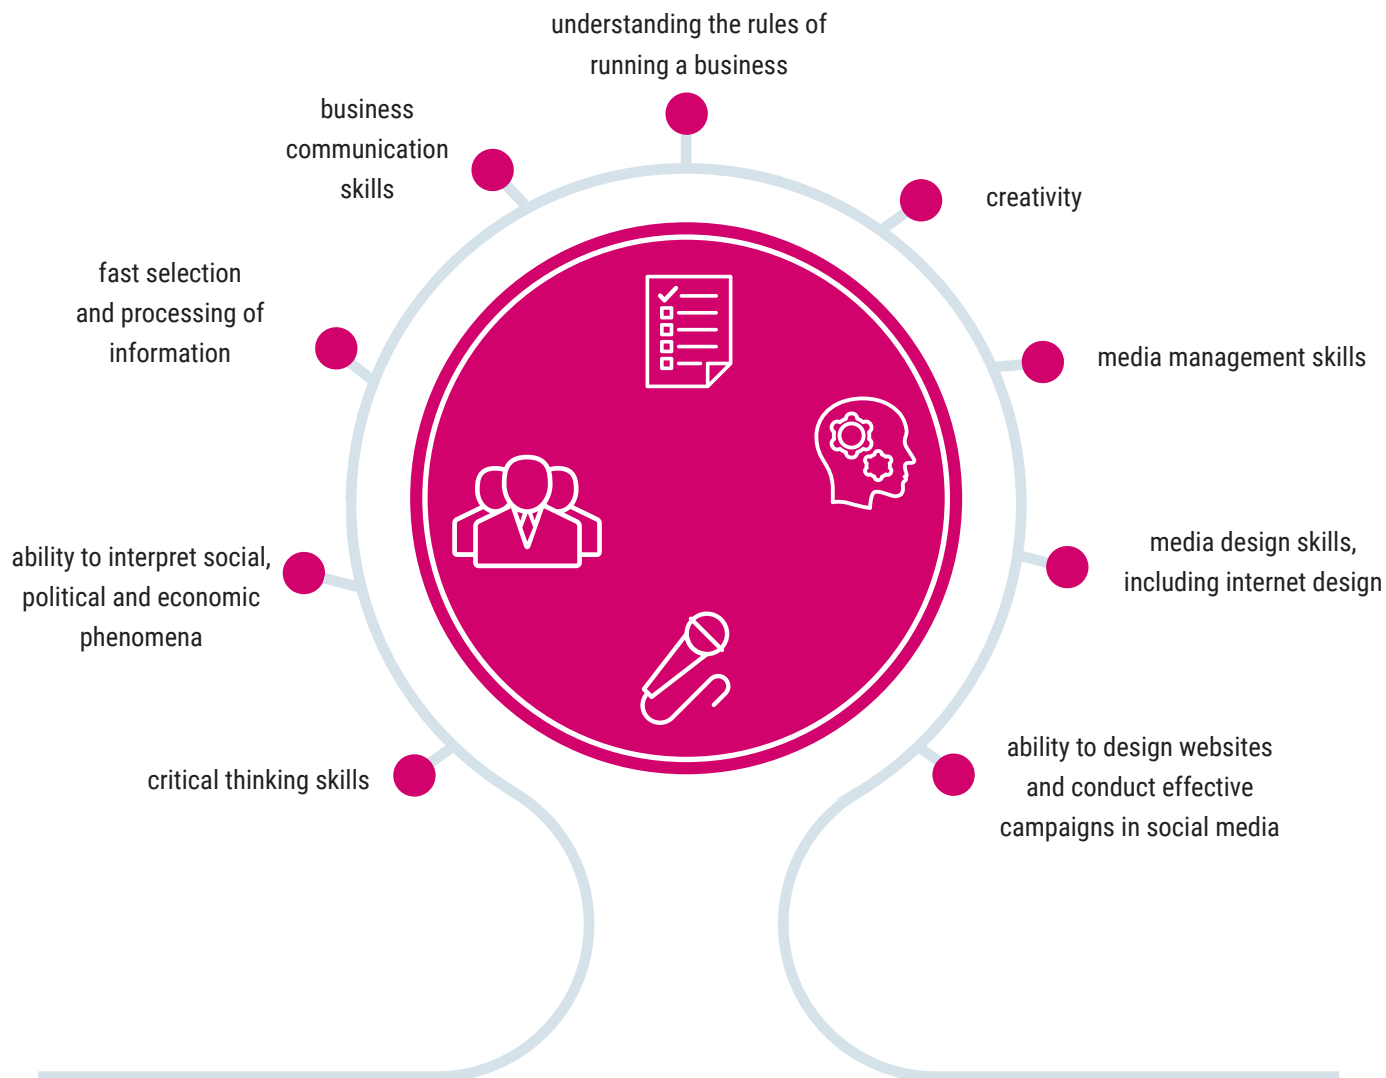 understanding the rules of
running a business
business
communication
skills
creativity
fast selection
and processing of
information
media management skills
ability to interpret social,
political and economic
phenomena
media design skills,
including internet design
critical thinking skills
ability to design websites
and conduct effective
campaigns in social media